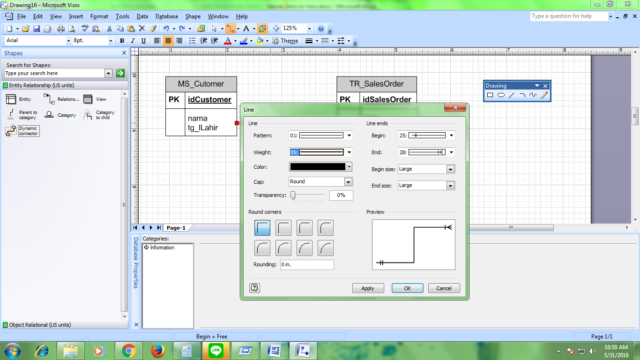 Drawing16 - Microsoft Visio
File Edit View Insert Format Tools Data Shape Window Help
Type a question for help
125%
Arial 8pt. Theme
Shapes
Search for Shapes:
Type your search here
Entity Relationship (US units)
Entity Relations... View
Parent to category Category Category
Dynamic connector
Object Relational (US units)
MS_Cutomer
PK idCustomer
nama
tg_lLahir
TR_SalesOrder
PK idSalesOrder
Drawing
Line
Line
Pattern: 01:
Weight:
Color:
Cap: Round
Transparency: 0%
Line ends
Begin: 25:
End: 28:
Begin size: Large
End size: Large
Round corners
Rounding: 0 in.
Preview
Apply OK Cancel
Page-1
Database Properties
Categories:
Information
Begin = Free
Page 1/1
10:50 AM
5/31/2016